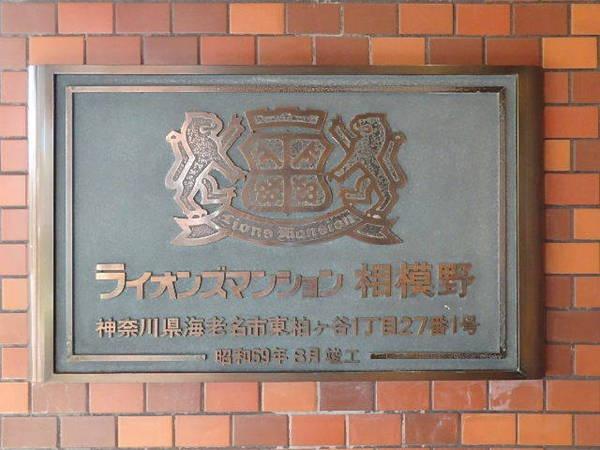 Lions Mansion
ライオンズマンション 相模野
神奈川県海老名市東柏ヶ谷1丁目27番1号
昭和59年 3月 竣工